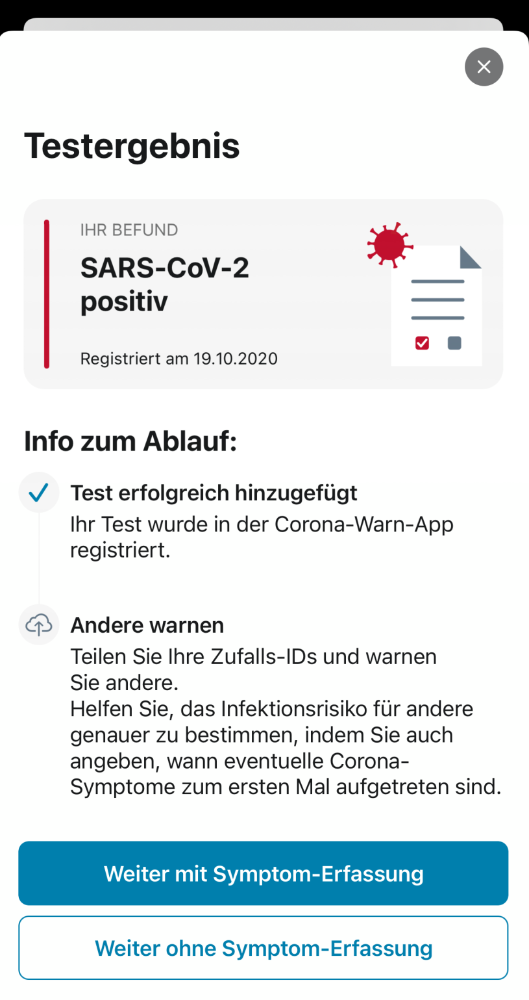 Testergebnis
IHR BEFUND
SARS-CoV-2
positiv
Registriert am 19.10.2020
Info zum Ablauf:
Test erfolgreich hinzugefügt
Ihr Test wurde in der Corona-Warn-App
registriert.
Andere warnen
Teilen Sie Ihre Zufalls-IDs und warnen
Sie andere.
Helfen Sie, das Infektionsrisiko für andere
genauer zu bestimmen, indem Sie auch
angeben, wann eventuelle Corona-
Symptome zum ersten Mal aufgetreten sind.
Weiter mit Symptom-Erfassung
Weiter ohne Symptom-Erfassung